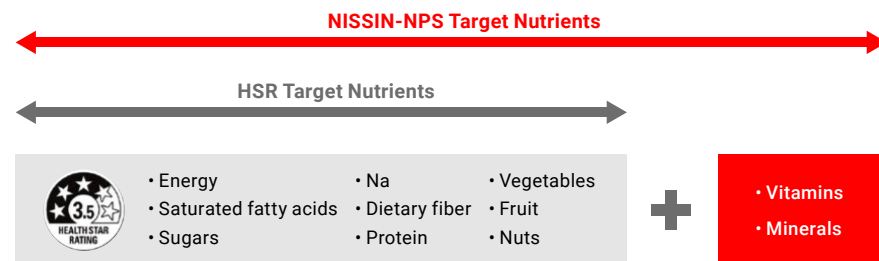 NISSIN-NPS Target Nutrients
HSR Target Nutrients
3.5
HEALTH STAR
RATING
• Energy
• Saturated fatty acids
• Sugars
• Na
• Dietary fiber
• Protein
• Vegetables
• Fruit
• Nuts
+
• Vitamins
• Minerals